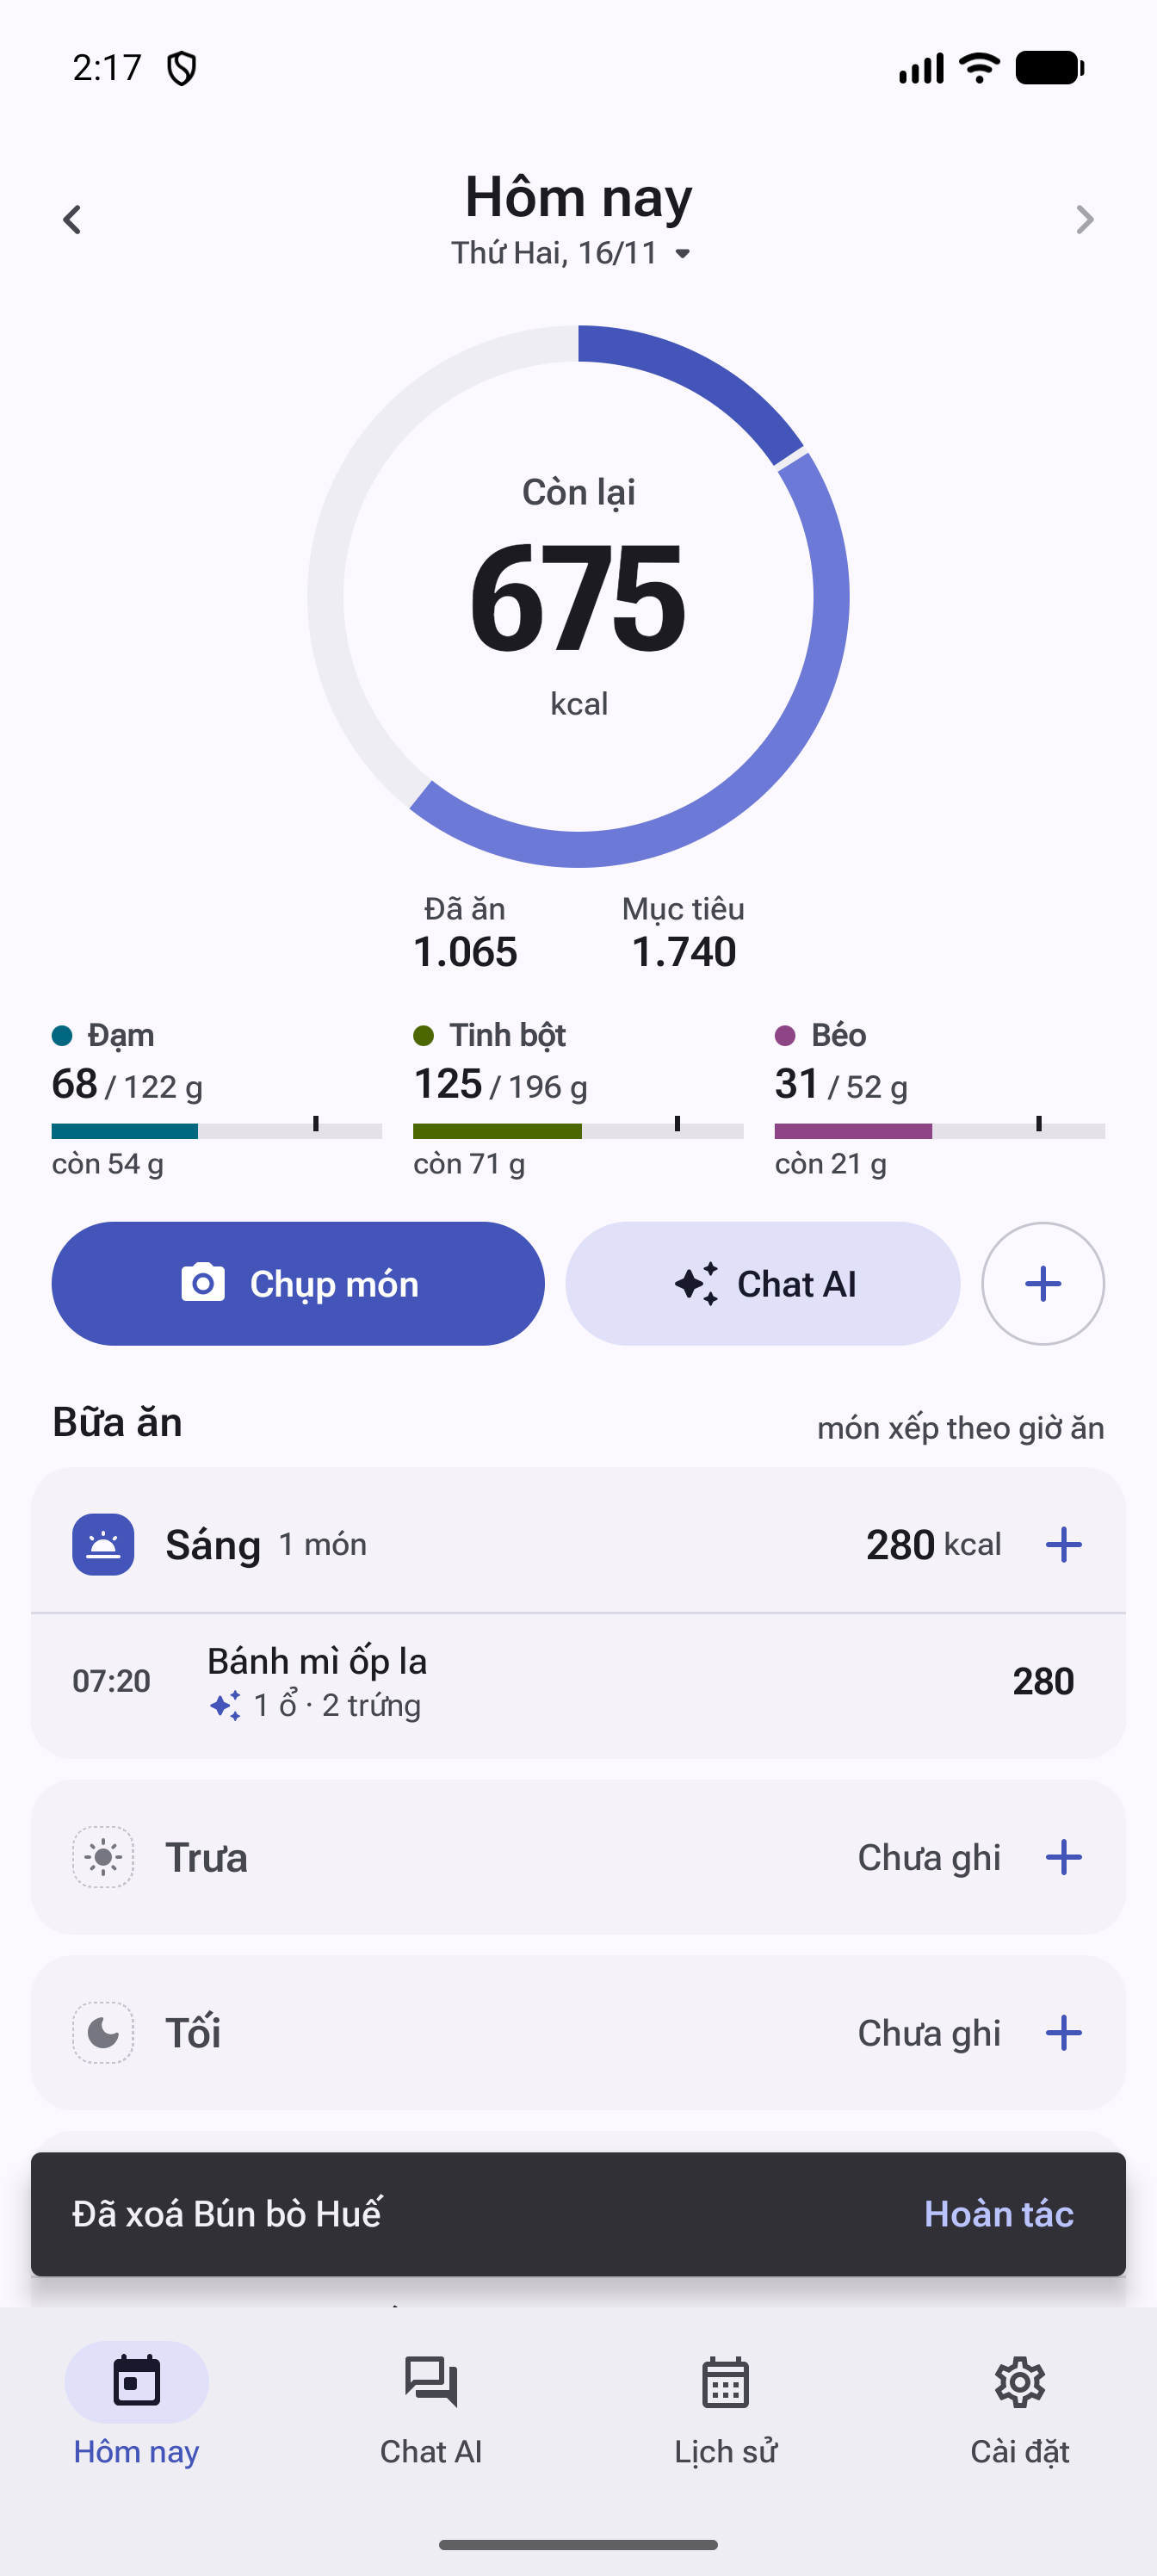 2:17
Hôm nay
Thứ Hai, 16/11
Còn lại
675
kcal
Đã ăn
1.065
Mục tiêu
1.740
Đạm
68 / 122 g
còn 54 g
Tinh bột
125 / 196 g
còn 71 g
Béo
31 / 52 g
còn 21 g
Chụp món
Chat AI
Bữa ăn
món xếp theo giờ ăn
Sáng 1 món 280 kcal
07:20
Bánh mì ốp la
1 ổ · 2 trứng
280
Trưa Chưa ghi
Tối Chưa ghi
Đã xoá Bún bò Huế Hoàn tác
Hôm nay
Chat AI
Lịch sử
Cài đặt